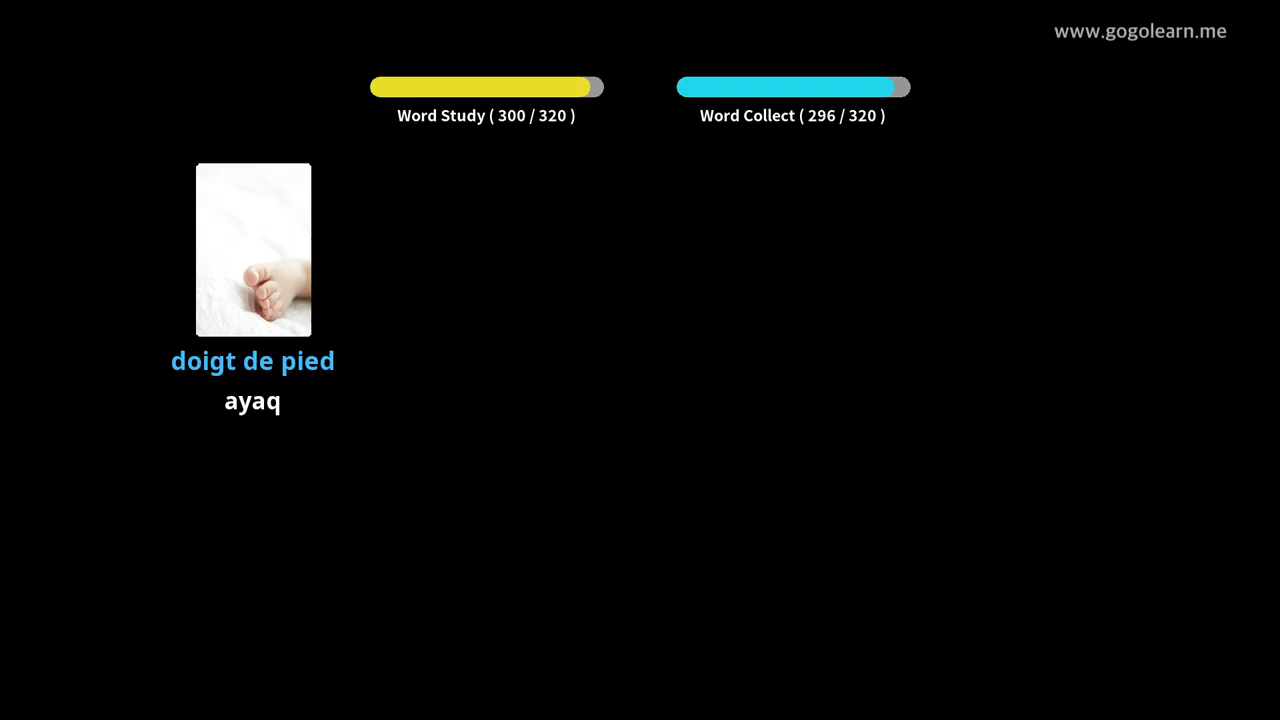 www.gogolearn.me
Word Study ( 300 / 320 )
Word Collect ( 296 / 320 )
doigt de pied
ayaq